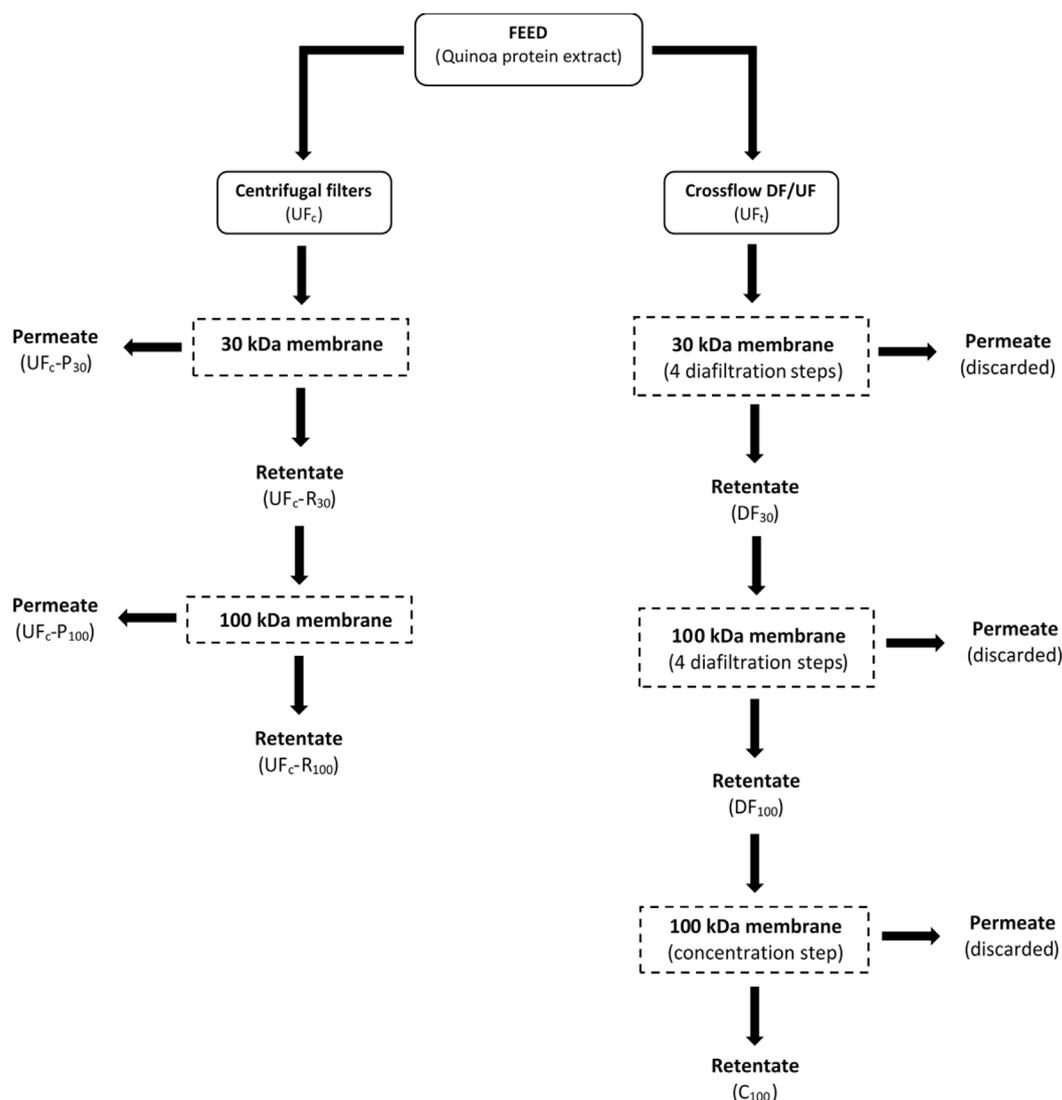 FEED
(Quinoa protein extract)
Centrifugal filters
(UFc)
Crossflow DF/UF
(UFt)
Permeate
(UFc-P30)
30 kDa membrane
30 kDa membrane
(4 diafiltration steps)
Permeate
(discarded)
Retentate
(UFc-R30)
Retentate
(DF30)
Permeate
(UFc-P100)
100 kDa membrane
100 kDa membrane
(4 diafiltration steps)
Permeate
(discarded)
Retentate
(UFc-R100)
Retentate
(DF100)
100 kDa membrane
(concentration step)
Permeate
(discarded)
Retentate
(C100)